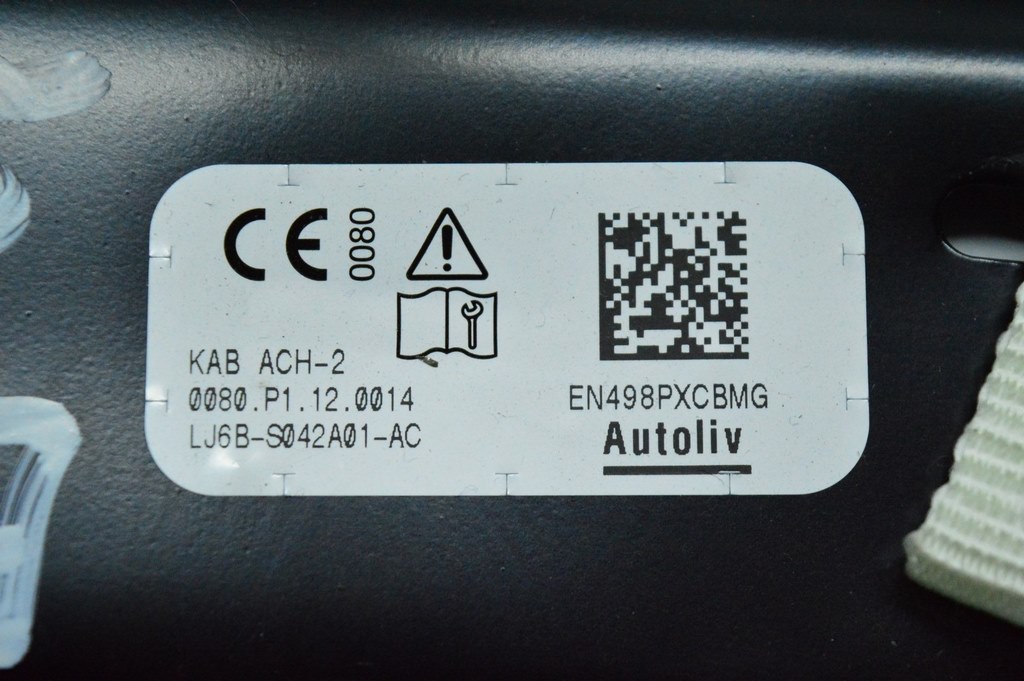 CE 0080
KAB ACH-2
0080.P1.12.0014
LJ6B-S042A01-AC
EN498PXCBMG
Autoliv